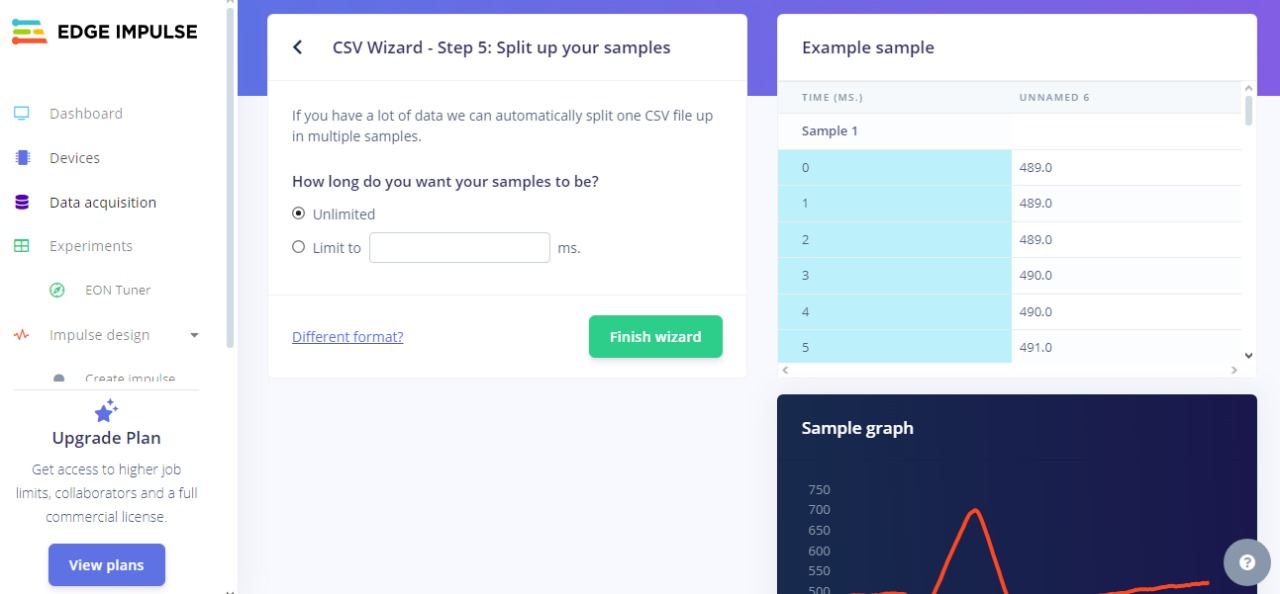 EDGE IMPULSE
Dashboard
Devices
Data acquisition
Experiments
EON Tuner
Impulse design
Create impulse
Upgrade Plan
Get access to higher job
limits, collaborators and a full
commercial license.
View plans
CSV Wizard - Step 5: Split up your samples
If you have a lot of data we can automatically split one CSV file up
in multiple samples.
How long do you want your samples to be?
Unlimited
Limit to ms.
Different format?
Finish wizard
Example sample
TIME (MS.) UNNAMED 6
Sample 1
0 489.0
1 489.0
2 489.0
3 490.0
4 490.0
5 491.0
Sample graph
750
700
650
600
550
500
?